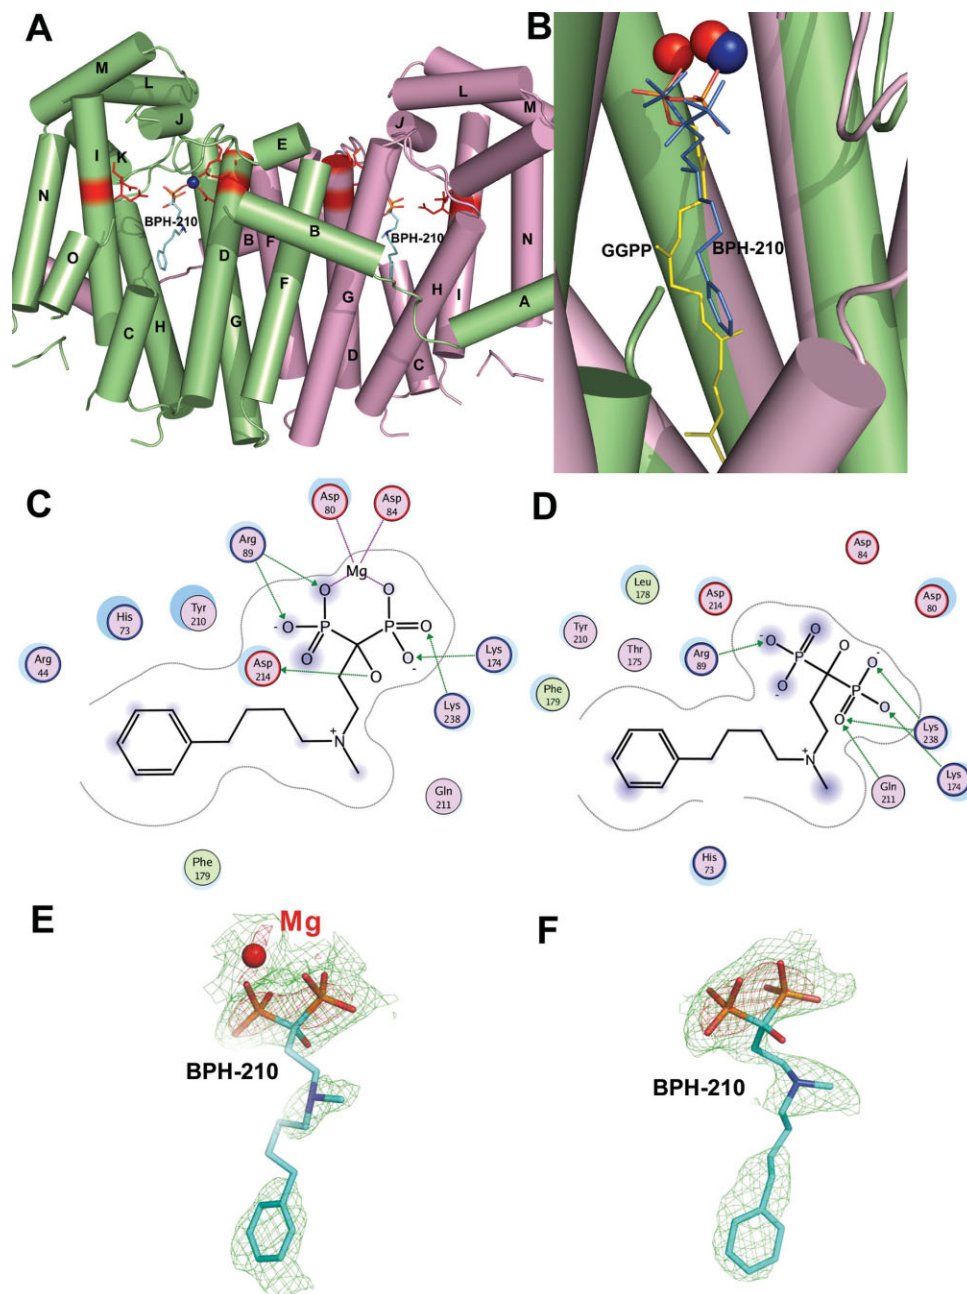 A
M
L
J
E
K
I
N
O
BPH-210
B
F
D
B
F
C
H
G
L
M
J
BPH-210
N
G
H
I
A
D
C
B
GGPP
BPH-210
C
Asp
80
Asp
84
Arg
89
Mg
His
73
Tyr
210
O
O
O
-
P
P
O
O
O
-
Arg
44
Asp
214
O
Lys
174
Lys
238
N
+
Gln
211
Phe
179
D
Asp
84
Leu
178
Asp
214
Asp
80
Tyr
210
Thr
175
Arg
89
-
O
O
O
O
-
P
O
-
P
O
O
Phe
179
Lys
238
N
+
Gln
211
Lys
174
His
73
E
Mg
BPH-210
F
BPH-210